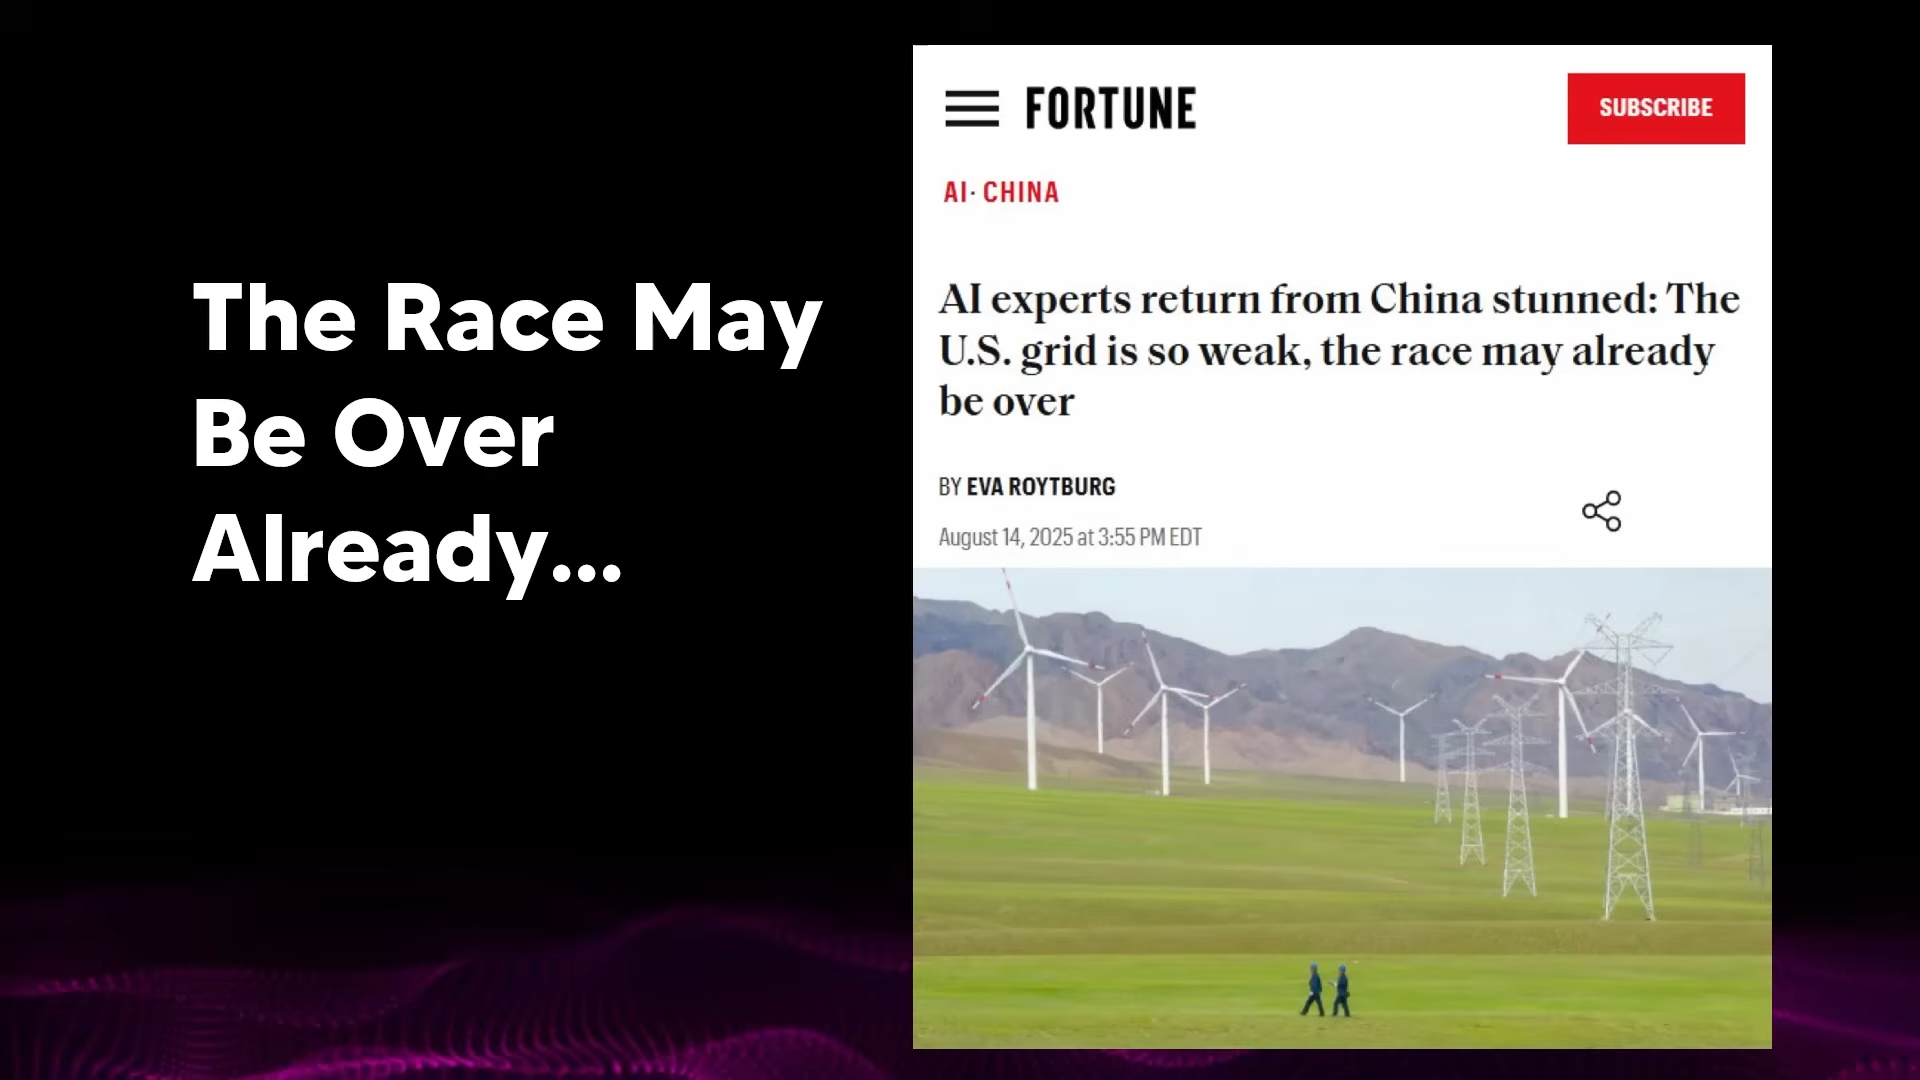 The Race May
Be Over
Already...
FORTUNE
SUBSCRIBE
AI· CHINA
AI experts return from China stunned: The
U.S. grid is so weak, the race may already
be over
BY EVA ROYTBURG
August 14, 2025 at 3:55 PM EDT